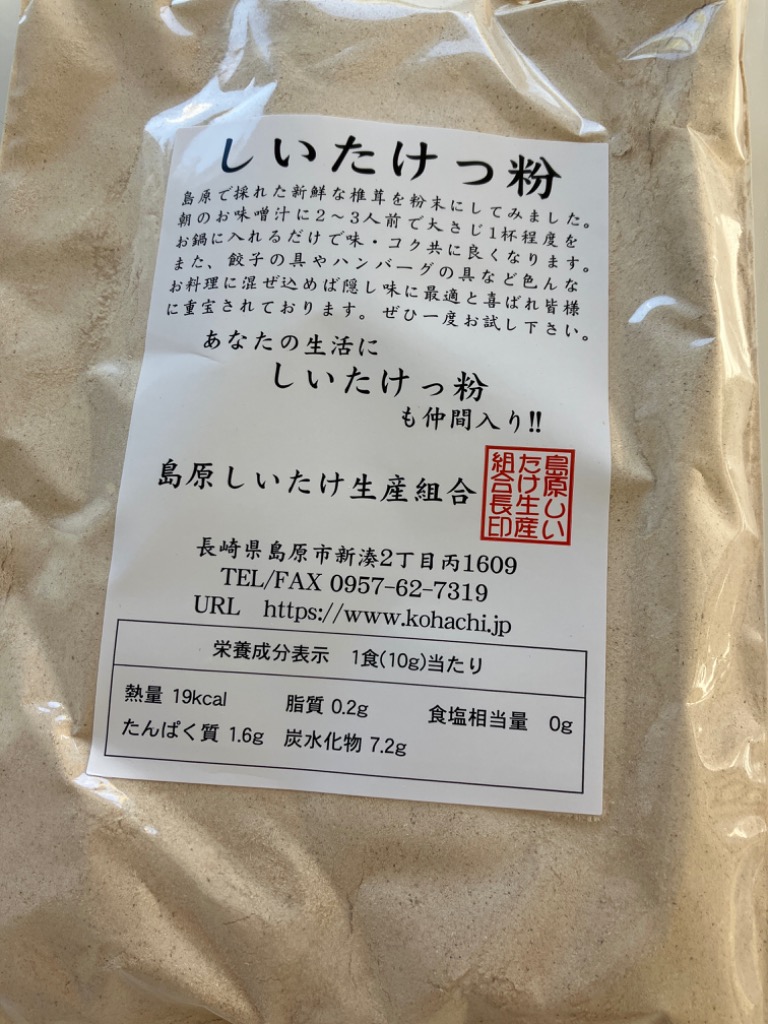 しいたけっ粉
島原で採れた新鮮な椎茸を粉末にしてみました。
朝のお味噌汁に2～3人前で大さじ1杯程度を
お鍋に入れるだけで味・コク共に良くなります。
また、餃子の具やハンバーグの具など色んな
お料理に混ぜ込めば隠し味に最適と喜ばれ皆様
に重宝されております。ぜひ一度お試し下さい。
あなたの生活に
しいたけっ粉
も仲間入り!!
島原しいたけ生産組合
島原しい
たけ生産
組合長印
長崎県島原市新湊2丁目丙1609
TEL/FAX 0957-62-7319
URL https://www.kohachi.jp
栄養成分表示 1食(10g)当たり
熱量 19kcal 脂質 0.2g 食塩相当量 0g
たんぱく質 1.6g 炭水化物 7.2g